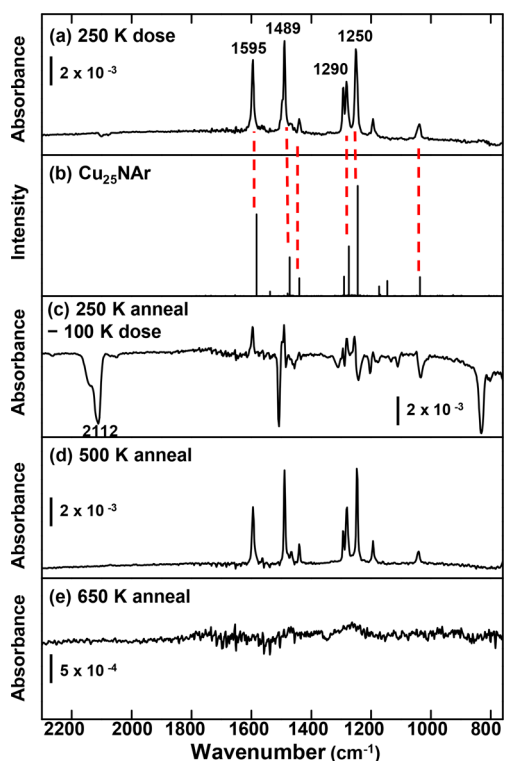 (a) 250 K dose
1595
1489
1290
1250
2 x 10⁻³
Absorbance
(b) Cu₂₅NAr
Intensity
(c) 250 K anneal
− 100 K dose
2112
2 x 10⁻³
Absorbance
(d) 500 K anneal
2 x 10⁻³
Absorbance
(e) 650 K anneal
5 x 10⁻⁴
Absorbance
2200 2000 1800 1600 1400 1200 1000 800
Wavenumber (cm⁻¹)